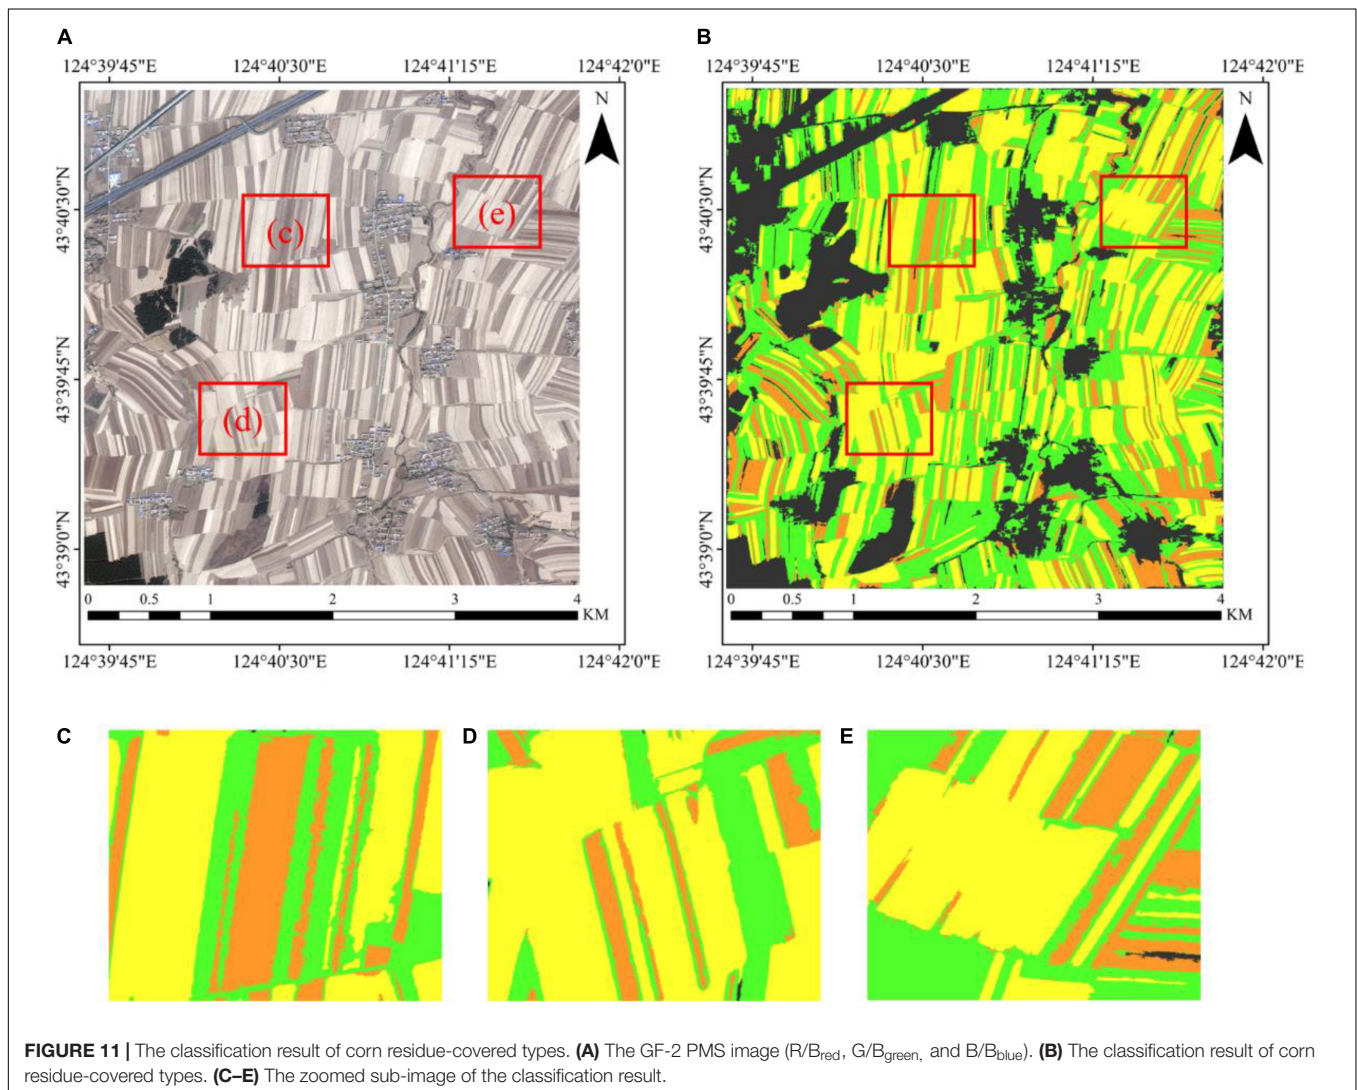 A
B
124°39'45"E 124°40'30"E 124°41'15"E 124°42'0"E
124°39'45"E 124°40'30"E 124°41'15"E 124°42'0"E
N
N
43°40'30"N
43°39'45"N
43°39'0"N
43°40'30"N
43°39'45"N
43°39'0"N
(c)
(e)
(d)
0 0.5 1 2 3 4
KM
0 0.5 1 2 3 4
KM
124°39'45"E 124°40'30"E 124°41'15"E 124°42'0"E
124°39'45"E 124°40'30"E 124°41'15"E 124°42'0"E
C
D
E
FIGURE 11 | The classification result of corn residue-covered types. (A) The GF-2 PMS image (R/Bred, G/Bgreen, and B/Bblue). (B) The classification result of corn
residue-covered types. (C–E) The zoomed sub-image of the classification result.